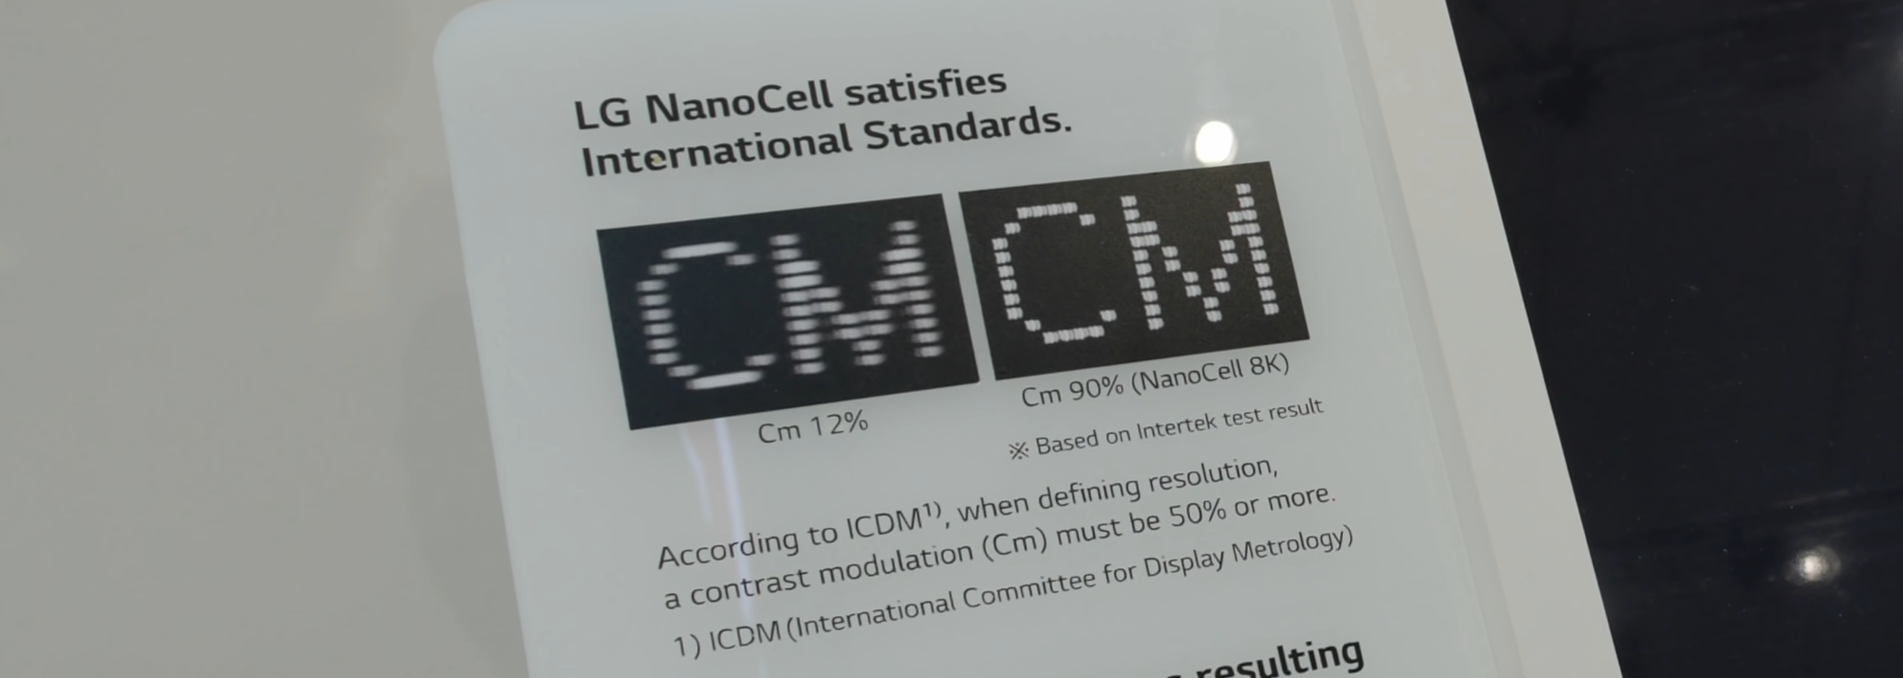 LG NanoCell satisfies
International Standards.
CM CM
Cm 12%
Cm 90% (NanoCell 8K)
※ Based on Intertek test result
According to ICDM¹⁾, when defining resolution,
a contrast modulation (Cm) must be 50% or more.
1) ICDM (International Committee for Display Metrology)
resulting